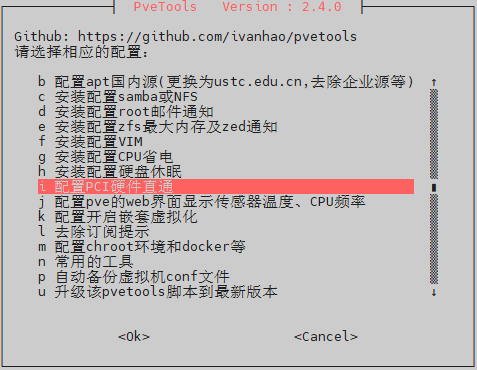 PveTools   Version : 2.4.0
Github: https://github.com/ivanhao/pvetools
请选择相应的配置:
b 配置apt国内源(更换为ustc.edu.cn,去除企业源等)
c 安装配置samba或NFS
d 安装配置root邮件通知
e 安装配置zfs最大内存及zed通知
f 安装配置VIM
g 安装配置CPU省电
h 安装配置硬盘休眠
i 配置PCI硬件直通
j 配置pve的web界面显示传感器温度、CPU频率
k 配置开启嵌套虚拟化
l 去除订阅提示
m 配置chroot环境和docker等
n 常用的工具
p 自动备份虚拟机conf文件
u 升级该pvetools脚本到最新版本
<Ok>    <Cancel>